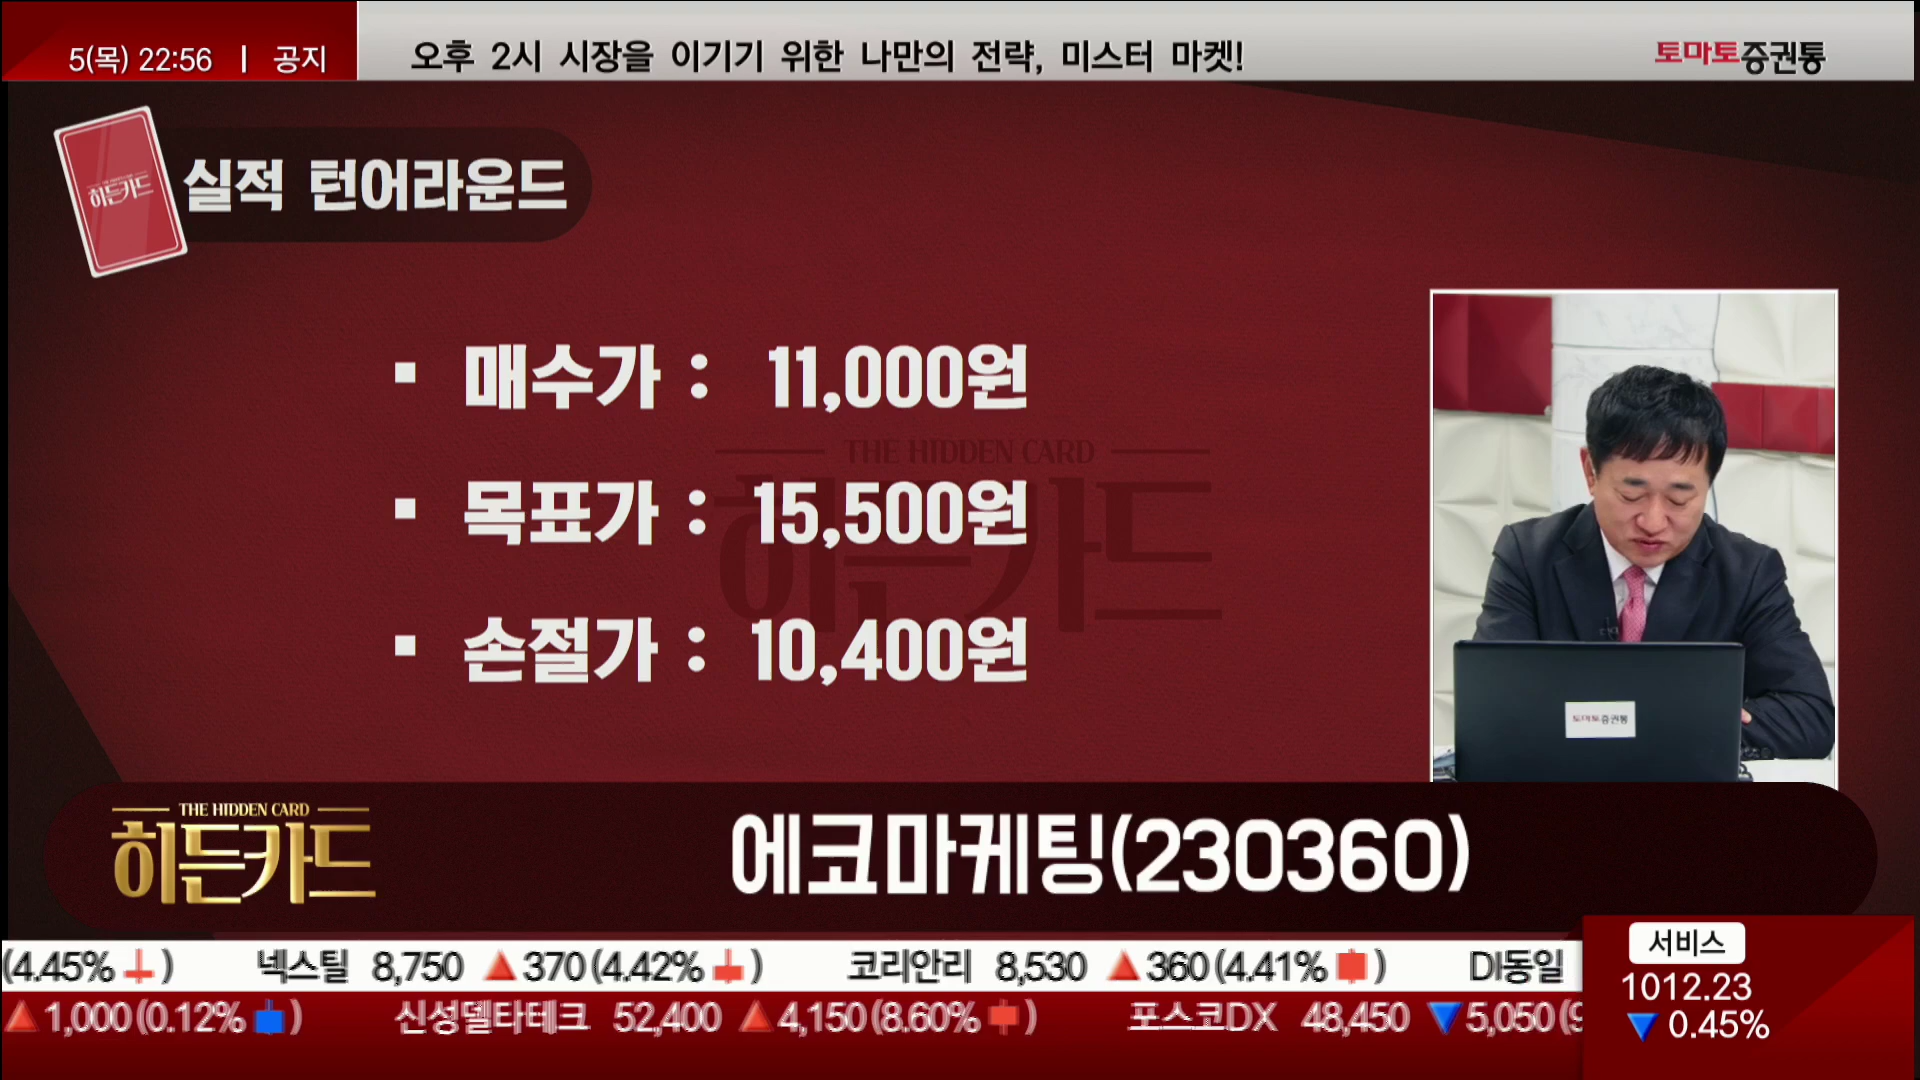 5(목) 22:56 | 공지
오후 2시 시장을 이기기 위한 나만의 전략, 미스터 마켓!
토마토증권통
히든카드
실적 턴어라운드
▪ 매수가 : 11,000원
▪ 목표가 : 15,500원
▪ 손절가 : 10,400원
THE HIDDEN CARD
히든카드
토마토증권통
THE HIDDEN CARD
히든카드
에코마케팅(230360)
(4.45% ) 넥스틸 8,750 ▲370(4.42% ) 코리안리 8,530 ▲360(4.41% ) DI동일
▲1,000(0.12% ) 신성델타테크 52,400 ▲4,150(8.60% ) 포스코DX 48,450 ▼5,050(9
서비스
1012.23
▼ 0.45%